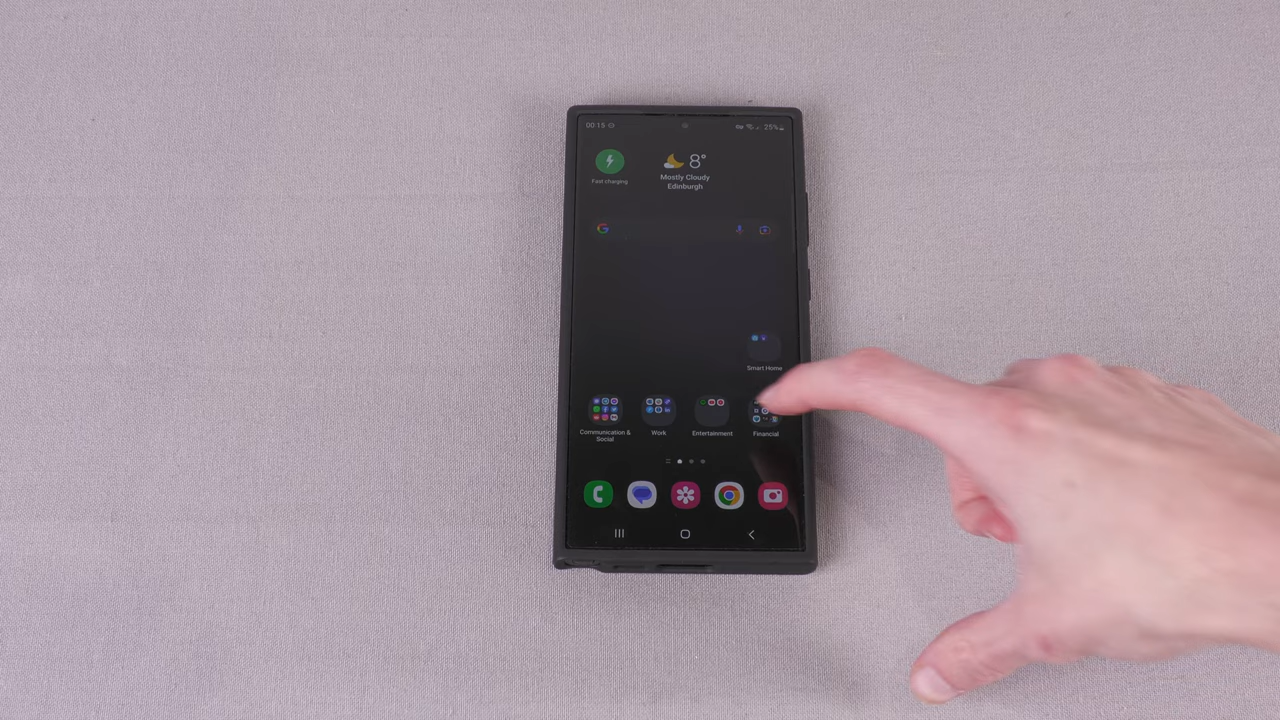 00:15
25%
Fast charging
8°
Mostly Cloudy
Edinburgh
Smart Home
Communication &
Social
Work
Entertainment
Financial